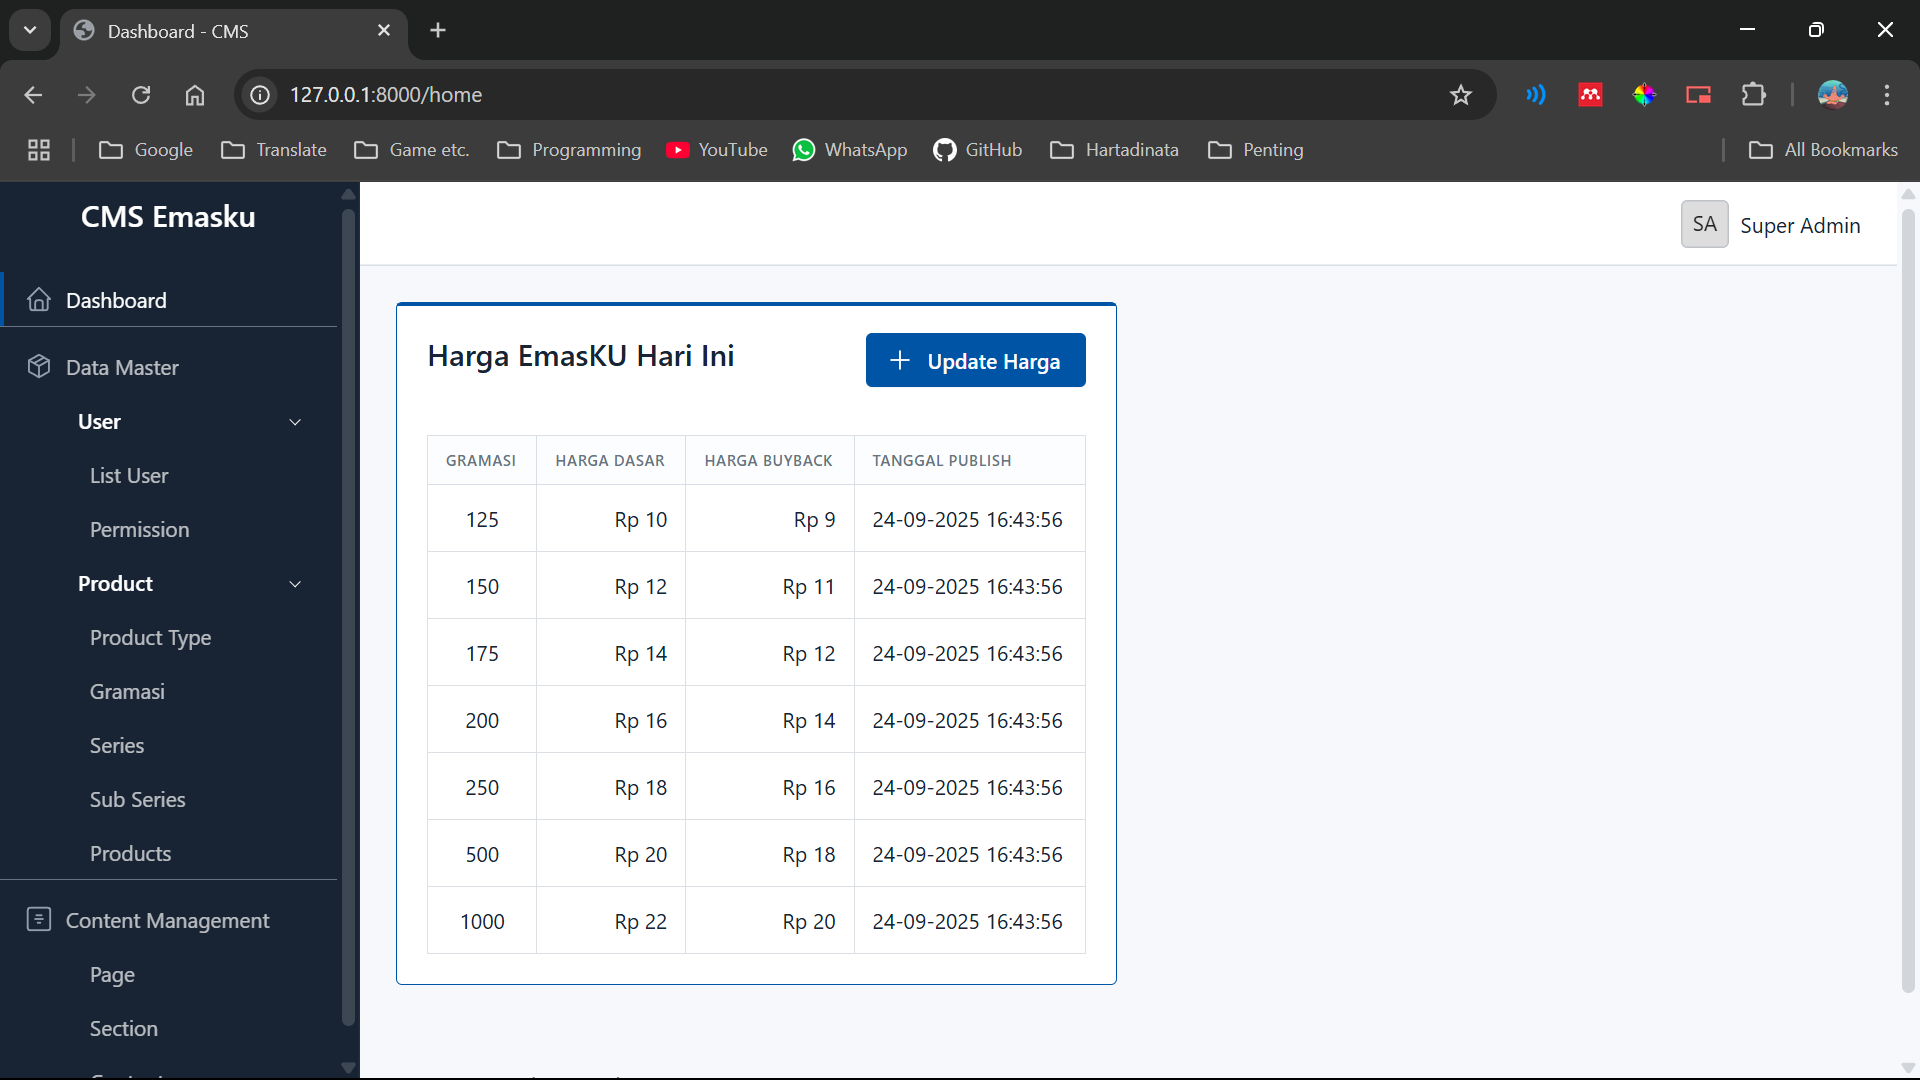 Dashboard - CMS
127.0.0.1:8000/home
Google
Translate
Game etc.
Programming
YouTube
WhatsApp
GitHub
Hartadinata
Penting
All Bookmarks
CMS Emasku
Dashboard
Data Master
User
List User
Permission
Product
Product Type
Gramasi
Series
Sub Series
Products
Content Management
Page
Section
SA Super Admin
Harga EmasKU Hari Ini
Update Harga
GRAMASI HARGA DASAR HARGA BUYBACK TANGGAL PUBLISH
125 Rp 10 Rp 9 24-09-2025 16:43:56
150 Rp 12 Rp 11 24-09-2025 16:43:56
175 Rp 14 Rp 12 24-09-2025 16:43:56
200 Rp 16 Rp 14 24-09-2025 16:43:56
250 Rp 18 Rp 16 24-09-2025 16:43:56
500 Rp 20 Rp 18 24-09-2025 16:43:56
1000 Rp 22 Rp 20 24-09-2025 16:43:56